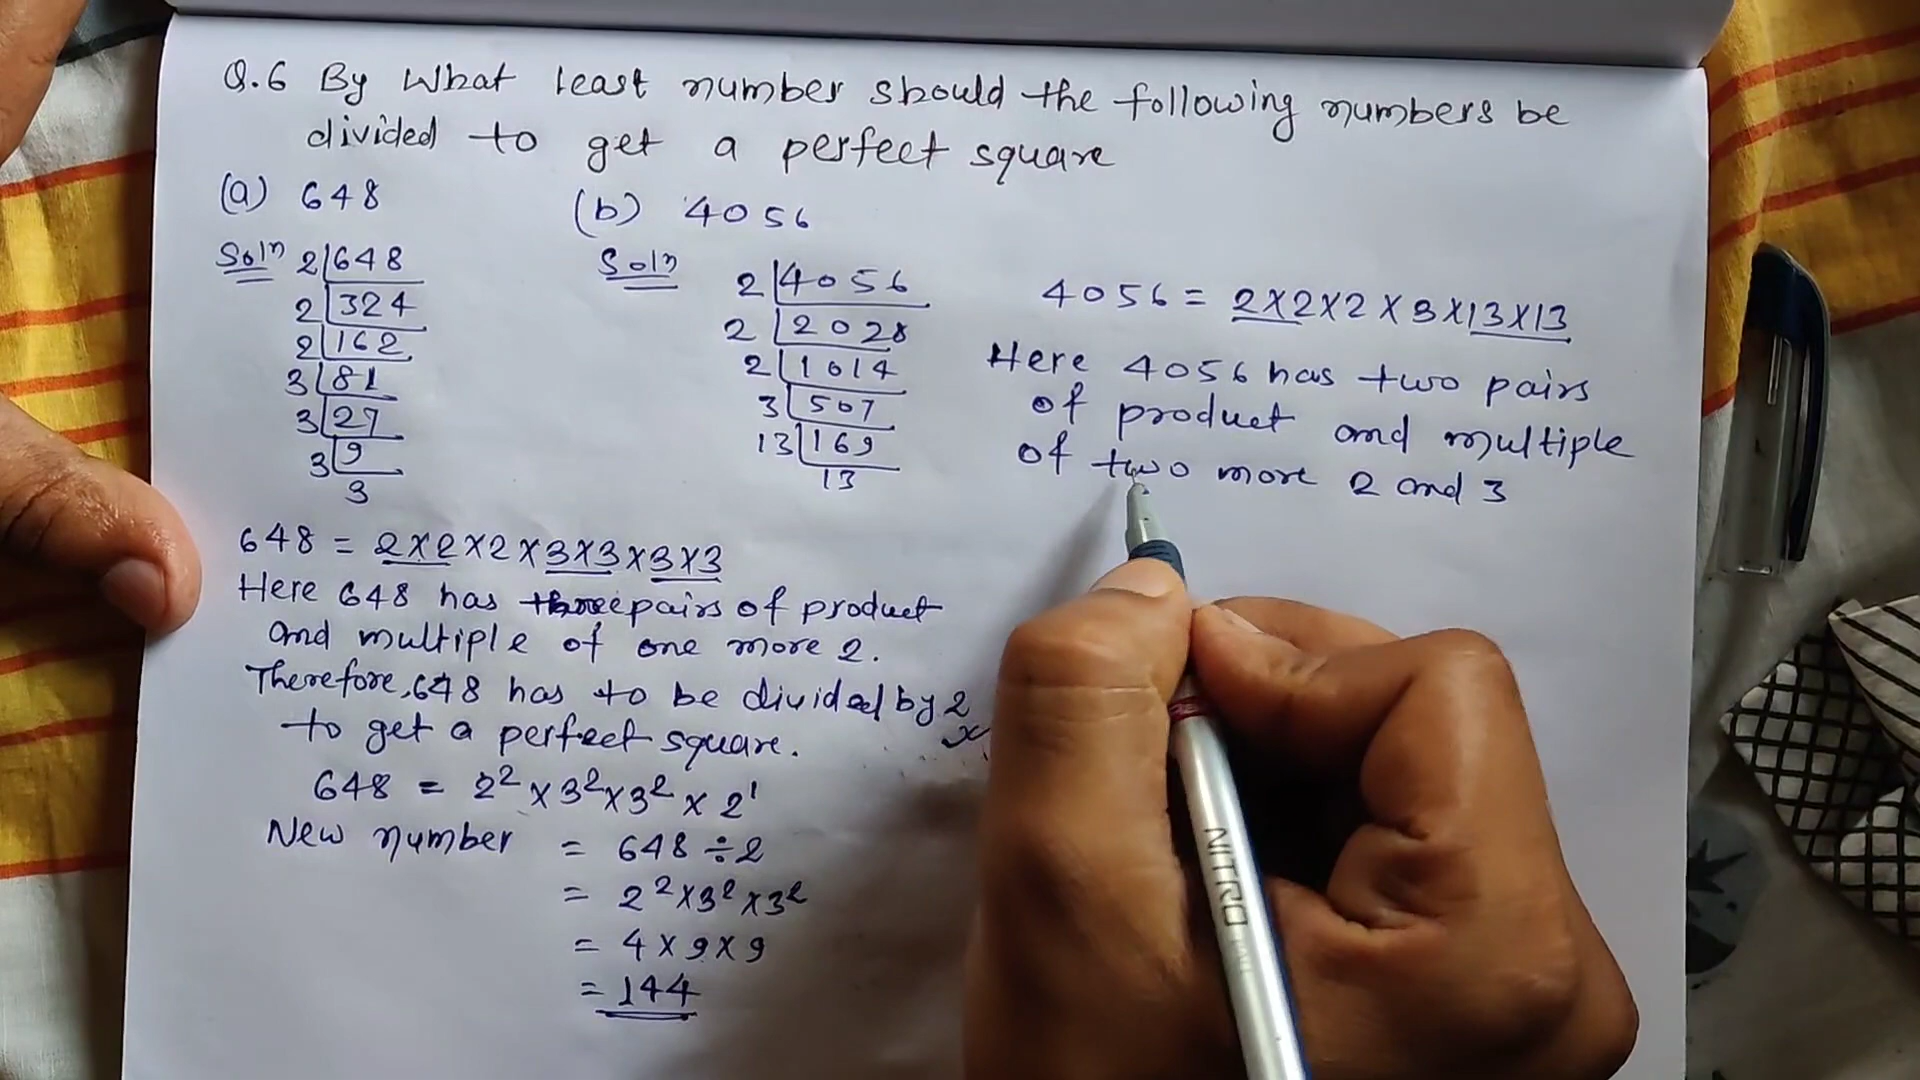 Q.6 By What least number should the following numbers be
divided to get a perfect square
(a) 648
(b) 4056
Soln
2 648
2 324
2 162
3 81
3 27
3 9
3
Soln
2 4056
2 2028
2 1014
3 507
13 169
13
648 = 2×2×2×3×3×3×3
Here 648 has three pairs of product
and multiple of one more 2.
Therefore, 648 has to be divided by 2
to get a perfect square.
648 = 2² × 3² × 3² × 2¹
New number = 648 ÷ 2
= 2² × 3² × 3²
= 4 × 9 × 9
= 144
4056 = 2×2×2×3×13×13
Here 4056 has two pairs
of product and multiple
of two more 2 and 3
NITRO